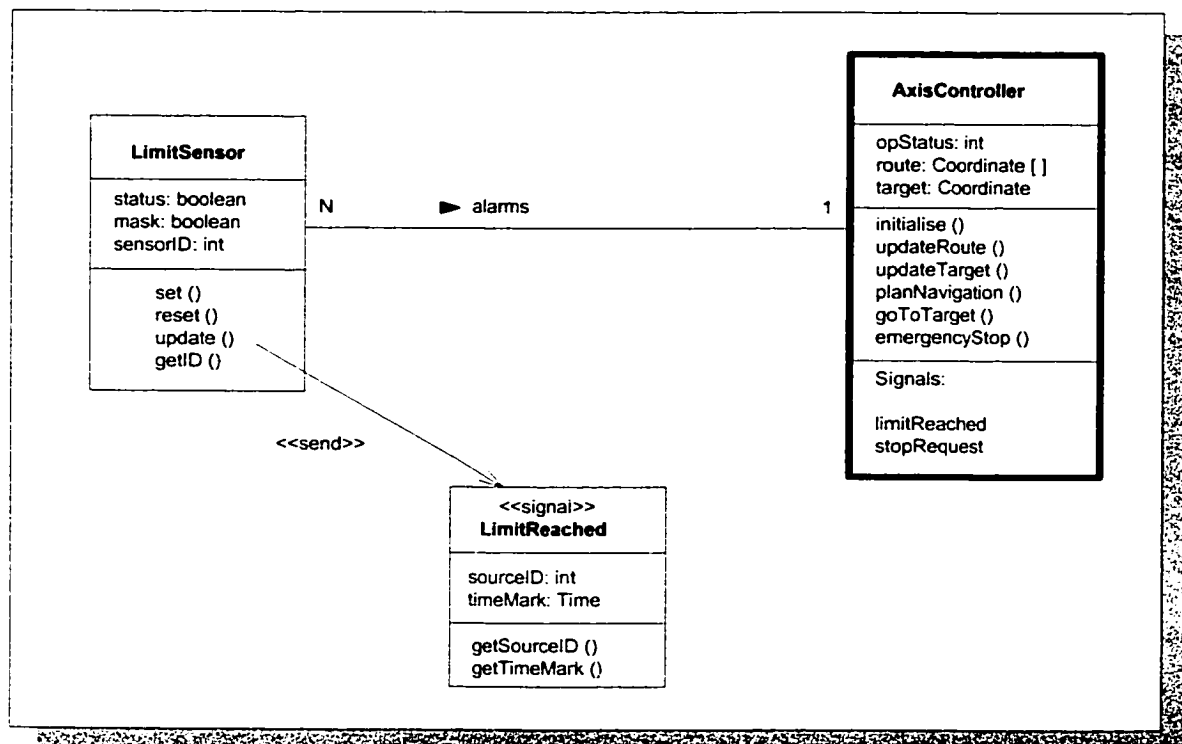 LimitSensor
status: boolean
mask: boolean
sensorID: int
set ()
reset ()
update ()
getID ()
N
alarms
1
AxisController
opStatus: int
route: Coordinate [ ]
target: Coordinate
initialise ()
updateRoute ()
updateTarget ()
planNavigation ()
goToTarget ()
emergencyStop ()
Signals:
limitReached
stopRequest
<<send>>
<<signal>>
LimitReached
sourceID: int
timeMark: Time
getSourceID ()
getTimeMark ()